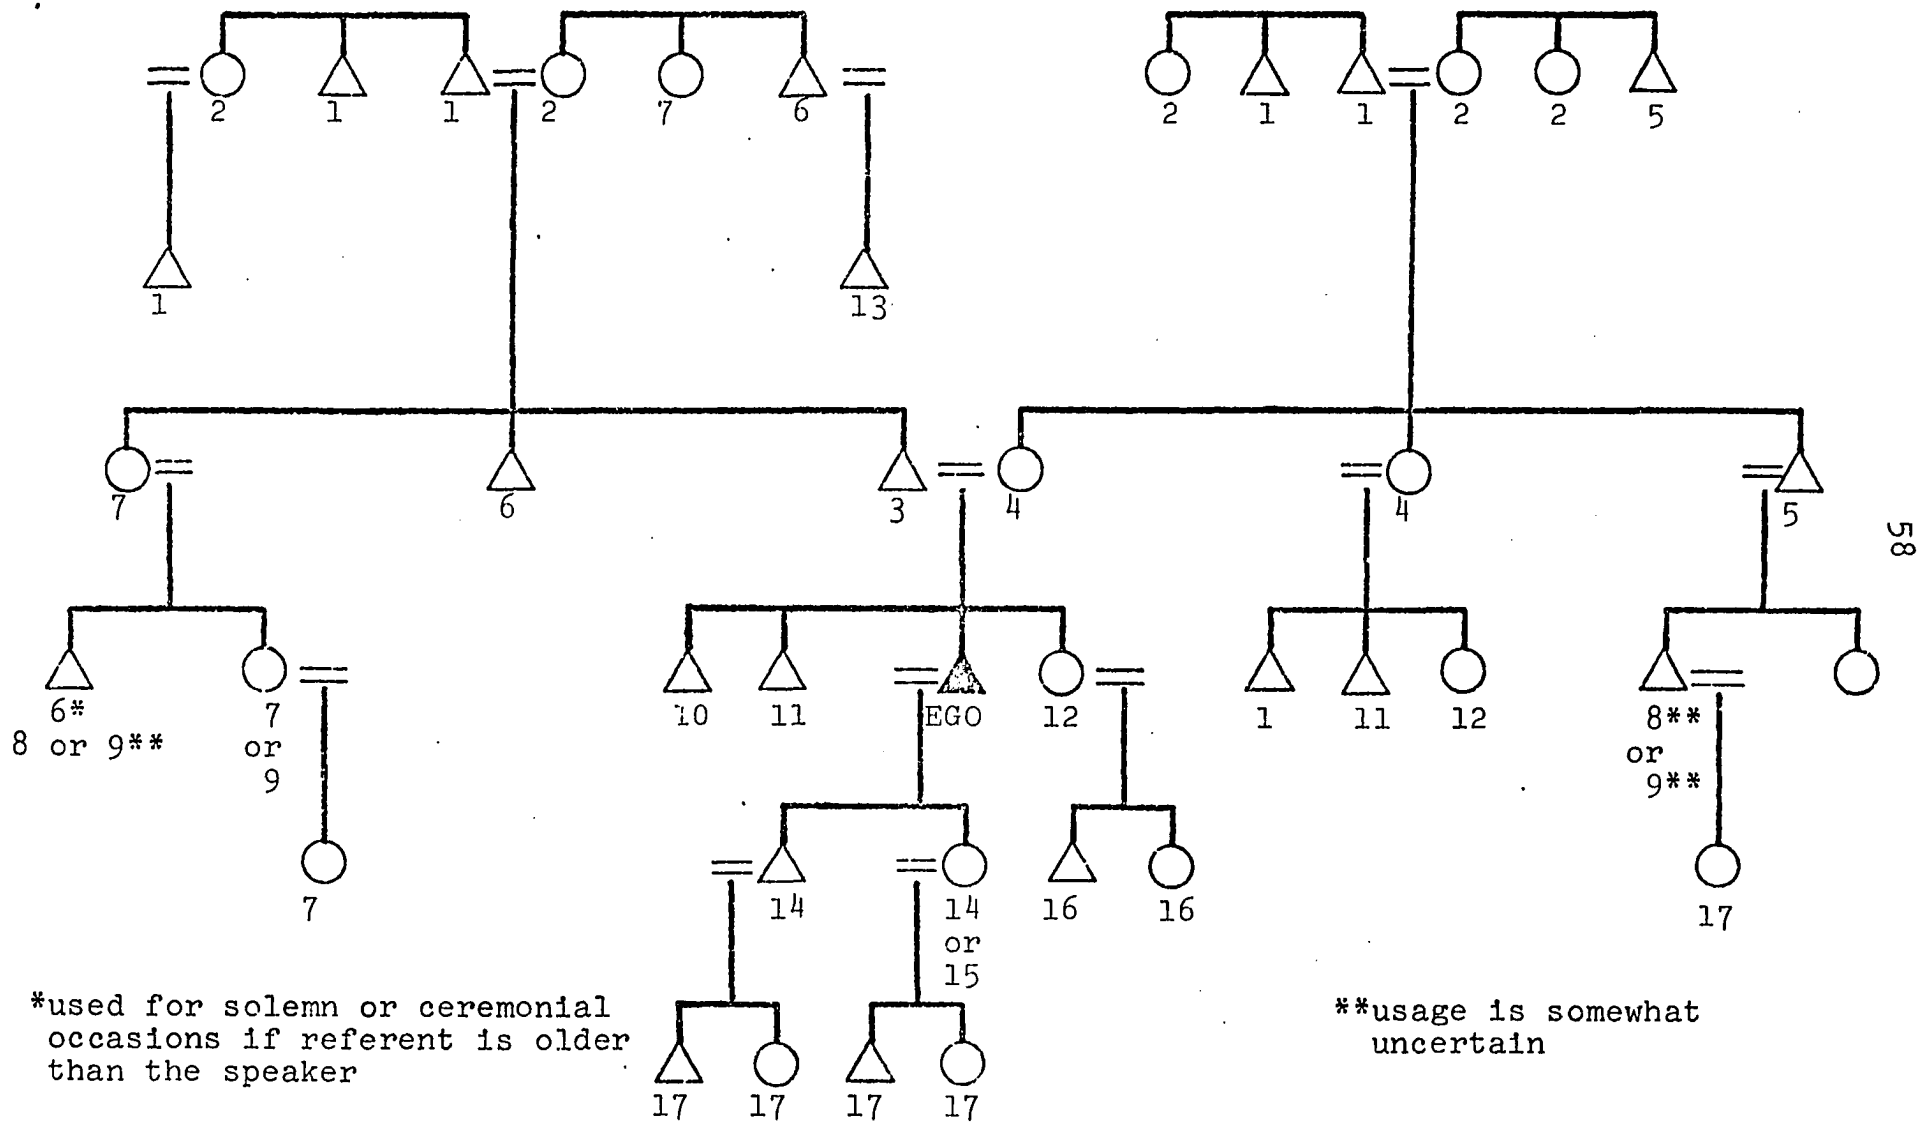 2 1 1 2 7 6 2 1 1 2 2 5
1 13
7 6 3 4 4 5
58
6* 7 10 11 EGO 12 1 11 12 8**
8 or 9** or or
9 9**
7 14 14 16 16 17
or
15
*used for solemn or ceremonial
occasions if referent is older
than the speaker
**usage is somewhat
uncertain
17 17 17 17